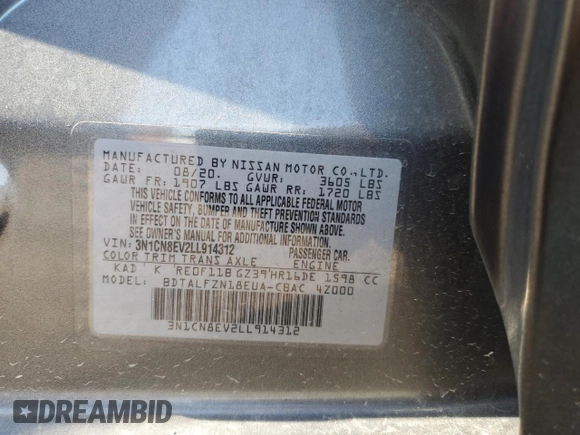 MANUFACTURED BY NISSAN MOTOR CO.,LTD.
DATE: 08/20. GVWR: 3605 LBS
GAWR FR: 1907 LBS GAWR RR: 1720 LBS
THIS VEHICLE CONFORMS TO ALL APPLICABLE FEDERAL MOTOR
VEHICLE SAFETY, BUMPER AND THEFT PREVENTION STANDARDS
IN EFFECT ON THE DATE OF MANUFACTURE SHOWN ABOVE.
SEE OWNER'S MANUAL FOR ADDITIONAL INFORMATION.
VIN: 3N1CN8EV2LL914312 PASSENGER CAR
COLOR TRIM TRANS AXLE ENGINE
KAD K RE0F11B GZ39 HR16DE 1598 CC
MODEL: BDTALFZN18EUA-CBAC 4Z000
3N1CN8EV2LL914312
DREAMBID